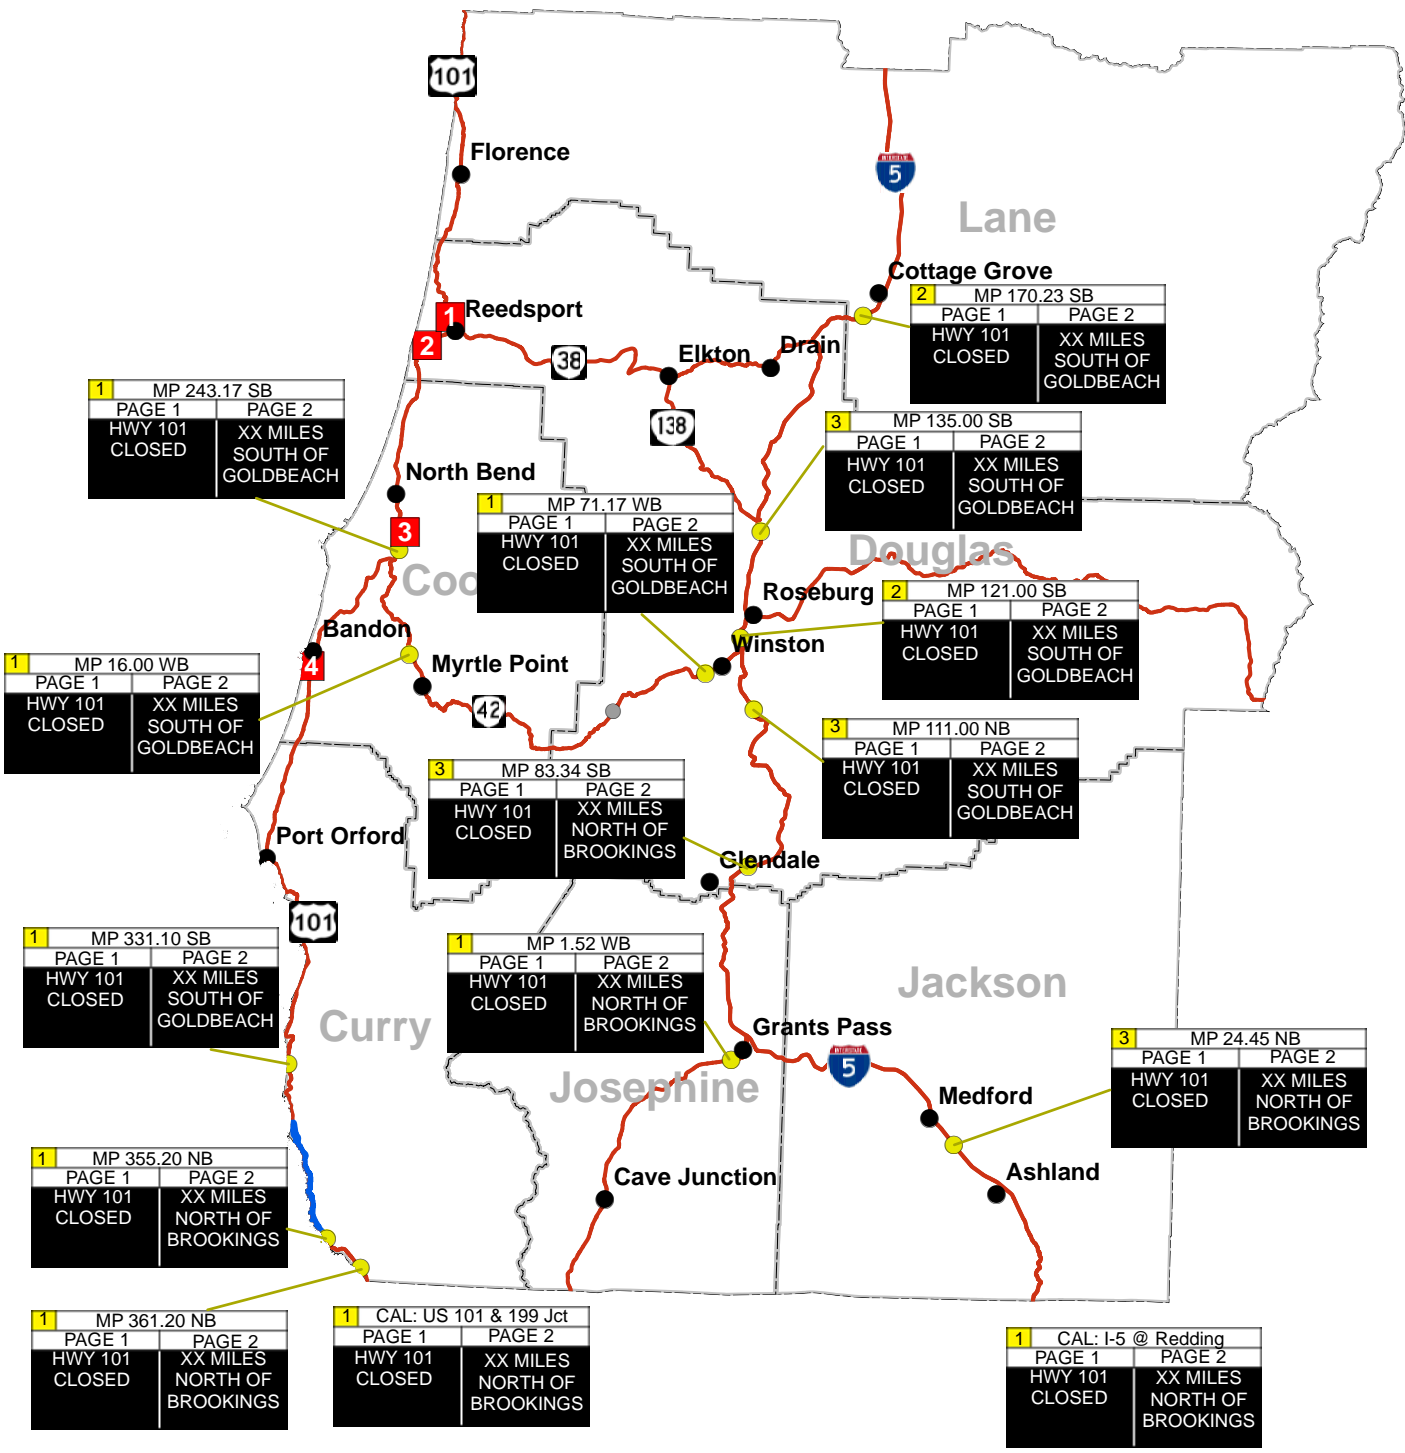 101
Florence
5
Lane
Cottage Grove
2 MP 170.23 SB
PAGE 1 PAGE 2
HWY 101 XX MILES
CLOSED SOUTH OF
GOLDBEACH
1 Reedsport
2
38
Elkton
Drain
138
1 MP 243.17 SB
PAGE 1 PAGE 2
HWY 101 XX MILES
CLOSED SOUTH OF
GOLDBEACH
3 MP 135.00 SB
PAGE 1 PAGE 2
HWY 101 XX MILES
CLOSED SOUTH OF
GOLDBEACH
North Bend
3
1 MP 71.17 WB
PAGE 1 PAGE 2
HWY 101 XX MILES
CLOSED SOUTH OF
GOLDBEACH
Douglas
Coo
Roseburg
2 MP 121.00 SB
PAGE 1 PAGE 2
HWY 101 XX MILES
CLOSED SOUTH OF
GOLDBEACH
Bandon
4
Winston
Myrtle Point
42
1 MP 16.00 WB
PAGE 1 PAGE 2
HWY 101 XX MILES
CLOSED SOUTH OF
GOLDBEACH
3 MP 111.00 NB
PAGE 1 PAGE 2
HWY 101 XX MILES
CLOSED SOUTH OF
GOLDBEACH
3 MP 83.34 SB
PAGE 1 PAGE 2
HWY 101 XX MILES
CLOSED NORTH OF
BROOKINGS
Port Orford
Glendale
101
1 MP 331.10 SB
PAGE 1 PAGE 2
HWY 101 XX MILES
CLOSED SOUTH OF
GOLDBEACH
1 MP 1.52 WB
PAGE 1 PAGE 2
HWY 101 XX MILES
CLOSED NORTH OF
BROOKINGS
Jackson
Curry
Grants Pass
5
Josephine
3 MP 24.45 NB
PAGE 1 PAGE 2
HWY 101 XX MILES
CLOSED NORTH OF
BROOKINGS
Medford
Ashland
Cave Junction
1 MP 355.20 NB
PAGE 1 PAGE 2
HWY 101 XX MILES
CLOSED NORTH OF
BROOKINGS
1 MP 361.20 NB
PAGE 1 PAGE 2
HWY 101 XX MILES
CLOSED NORTH OF
BROOKINGS
1 CAL: US 101 & 199 Jct
PAGE 1 PAGE 2
HWY 101 XX MILES
CLOSED NORTH OF
BROOKINGS
1 CAL: I-5 @ Redding
PAGE 1 PAGE 2
HWY 101 XX MILES
CLOSED NORTH OF
BROOKINGS